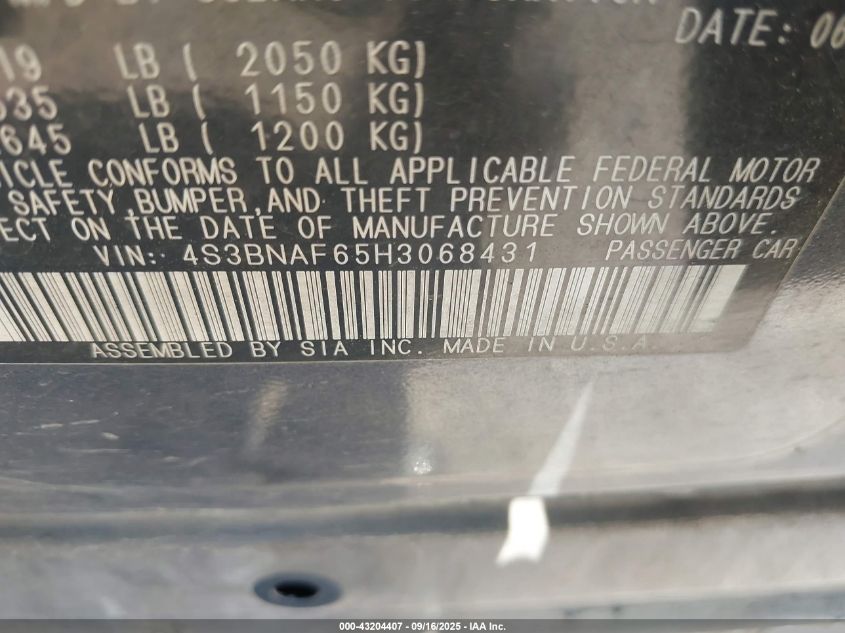 DATE: 06
19 LB ( 2050 KG)
535 LB ( 1150 KG)
645 LB ( 1200 KG)
ICLE CONFORMS TO ALL APPLICABLE FEDERAL MOTOR
SAFETY, BUMPER, AND THEFT PREVENTION STANDARDS
ECT ON THE DATE OF MANUFACTURE SHOWN ABOVE.
VIN: 4S3BNAF65H3068431 PASSENGER CAR
ASSEMBLED BY SIA INC. MADE IN U.S.A.
000-43204407 - 09/16/2025 - IAA Inc.